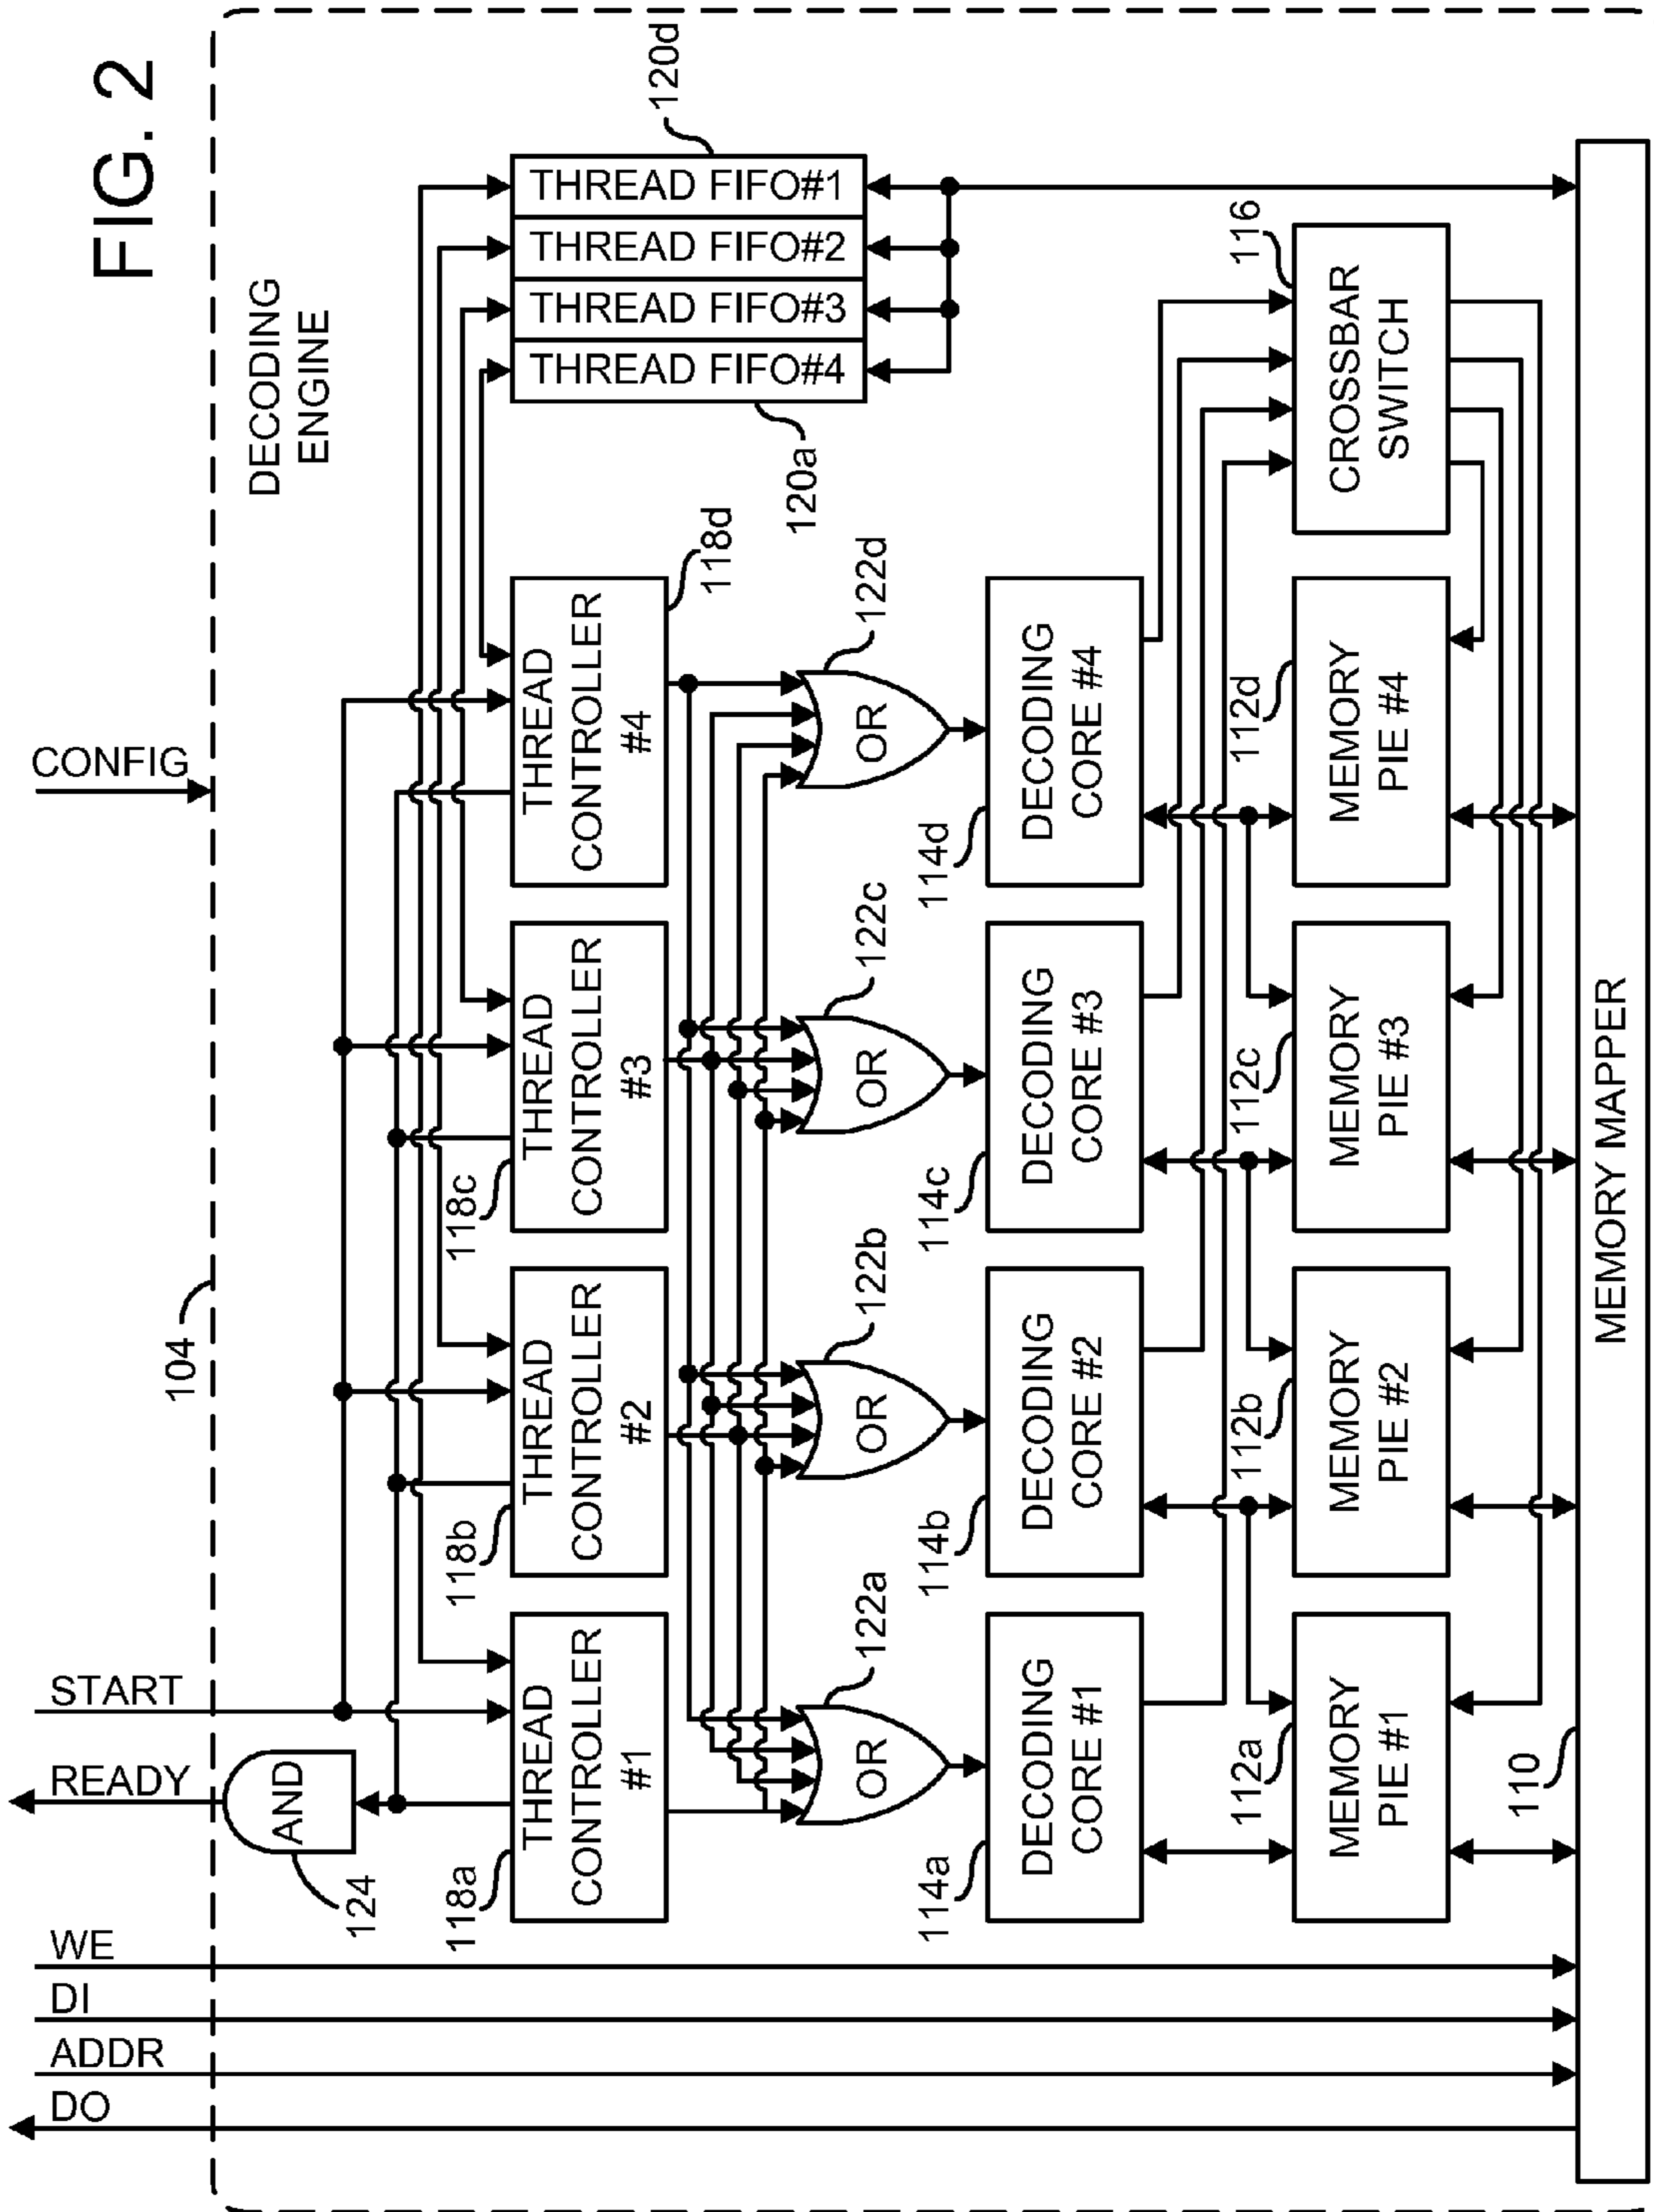 FIG. 2
CONFIG
START
READY
WE
DI
ADDR
DO
104
DECODING
ENGINE
AND
124
THREAD
CONTROLLER
#1
118a
THREAD
CONTROLLER
#2
118b
THREAD
CONTROLLER
#3
118c
THREAD
CONTROLLER
#4
118d
THREAD FIFO#1
THREAD FIFO#2
THREAD FIFO#3
THREAD FIFO#4
120d
120a
OR
122a
OR
122b
OR
122c
OR
122d
DECODING
CORE #1
114a
DECODING
CORE #2
114b
DECODING
CORE #3
114c
DECODING
CORE #4
114d
MEMORY
PIE #1
112a
MEMORY
PIE #2
112b
MEMORY
PIE #3
112c
MEMORY
PIE #4
112d
CROSSBAR
SWITCH
116
MEMORY MAPPER
110